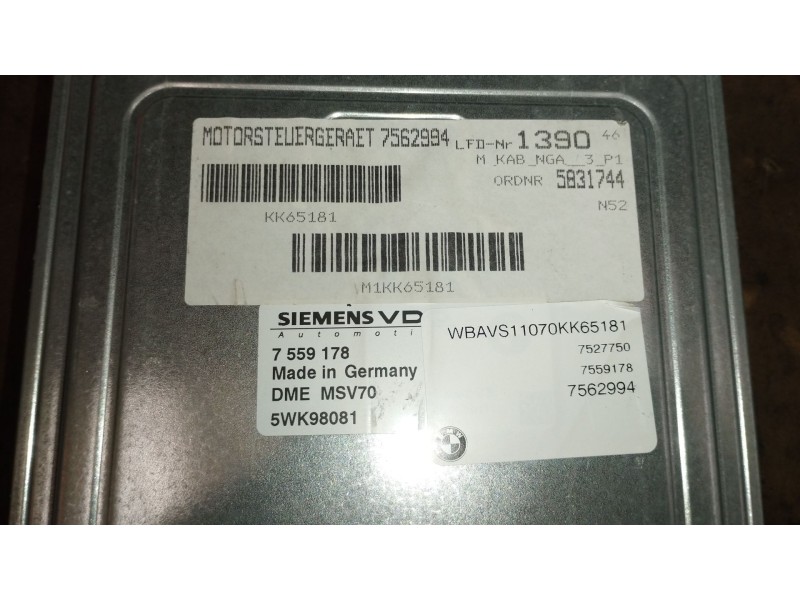 MOTORSTEUERGERAET 7562994 LFD-Nr 1390 46
M_KAB_NGA__3_P1
ORDNR 5831744
N52
KK65181
M1KK65181
SIEMENS VD
Automoti
7 559 178
Made in Germany
DME MSV70
5WK98081
WBAVS11070KK65181
7527750
7559178
7562994